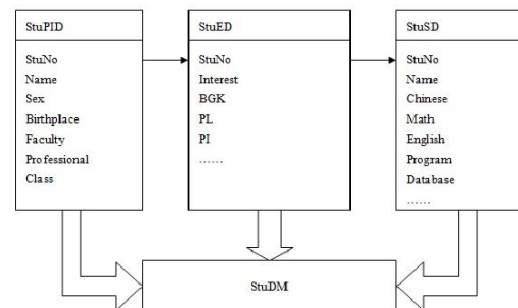 StuPID
StuNo
Name
Sex
Birthplace
Faculty
Professional
Class
StuED
StuNo
Interest
BGK
PL
PI
......
StuSD
StuNo
Name
Chinese
Math
English
Program
Database
......
StuDM